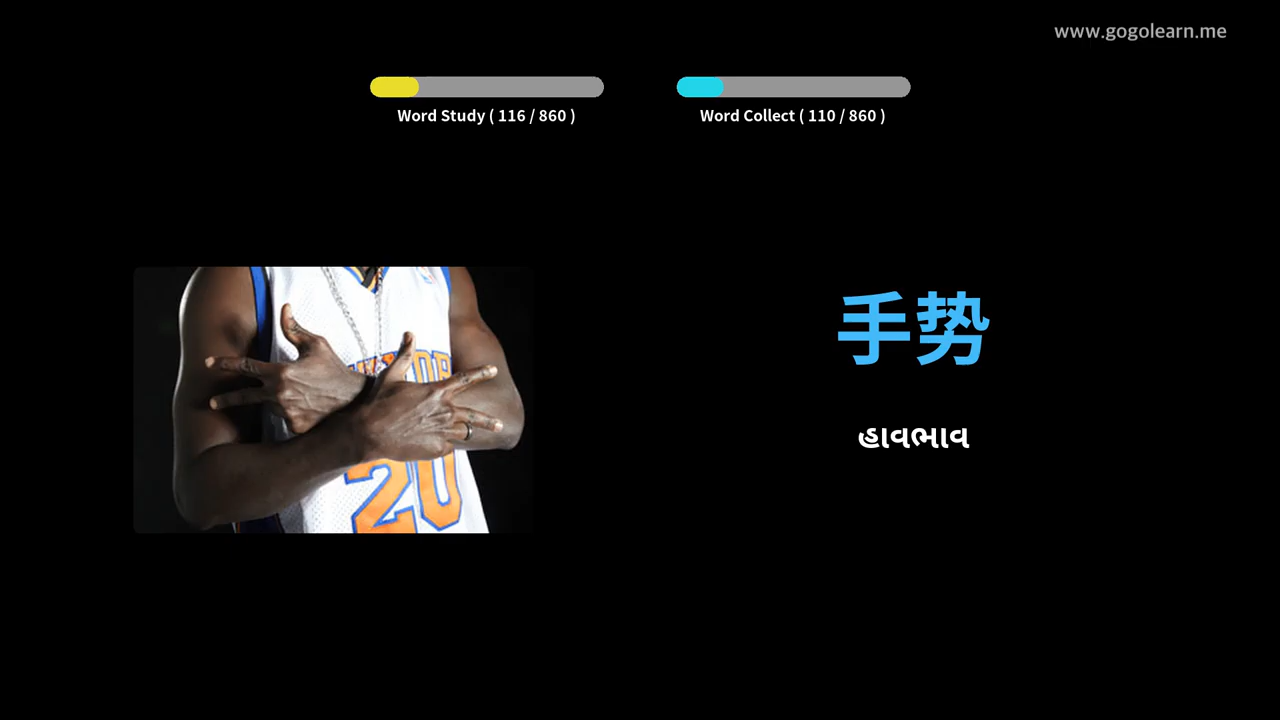 www.gogolearn.me
Word Study ( 116 / 860 )
Word Collect ( 110 / 860 )
手势
હાવભાવ
20